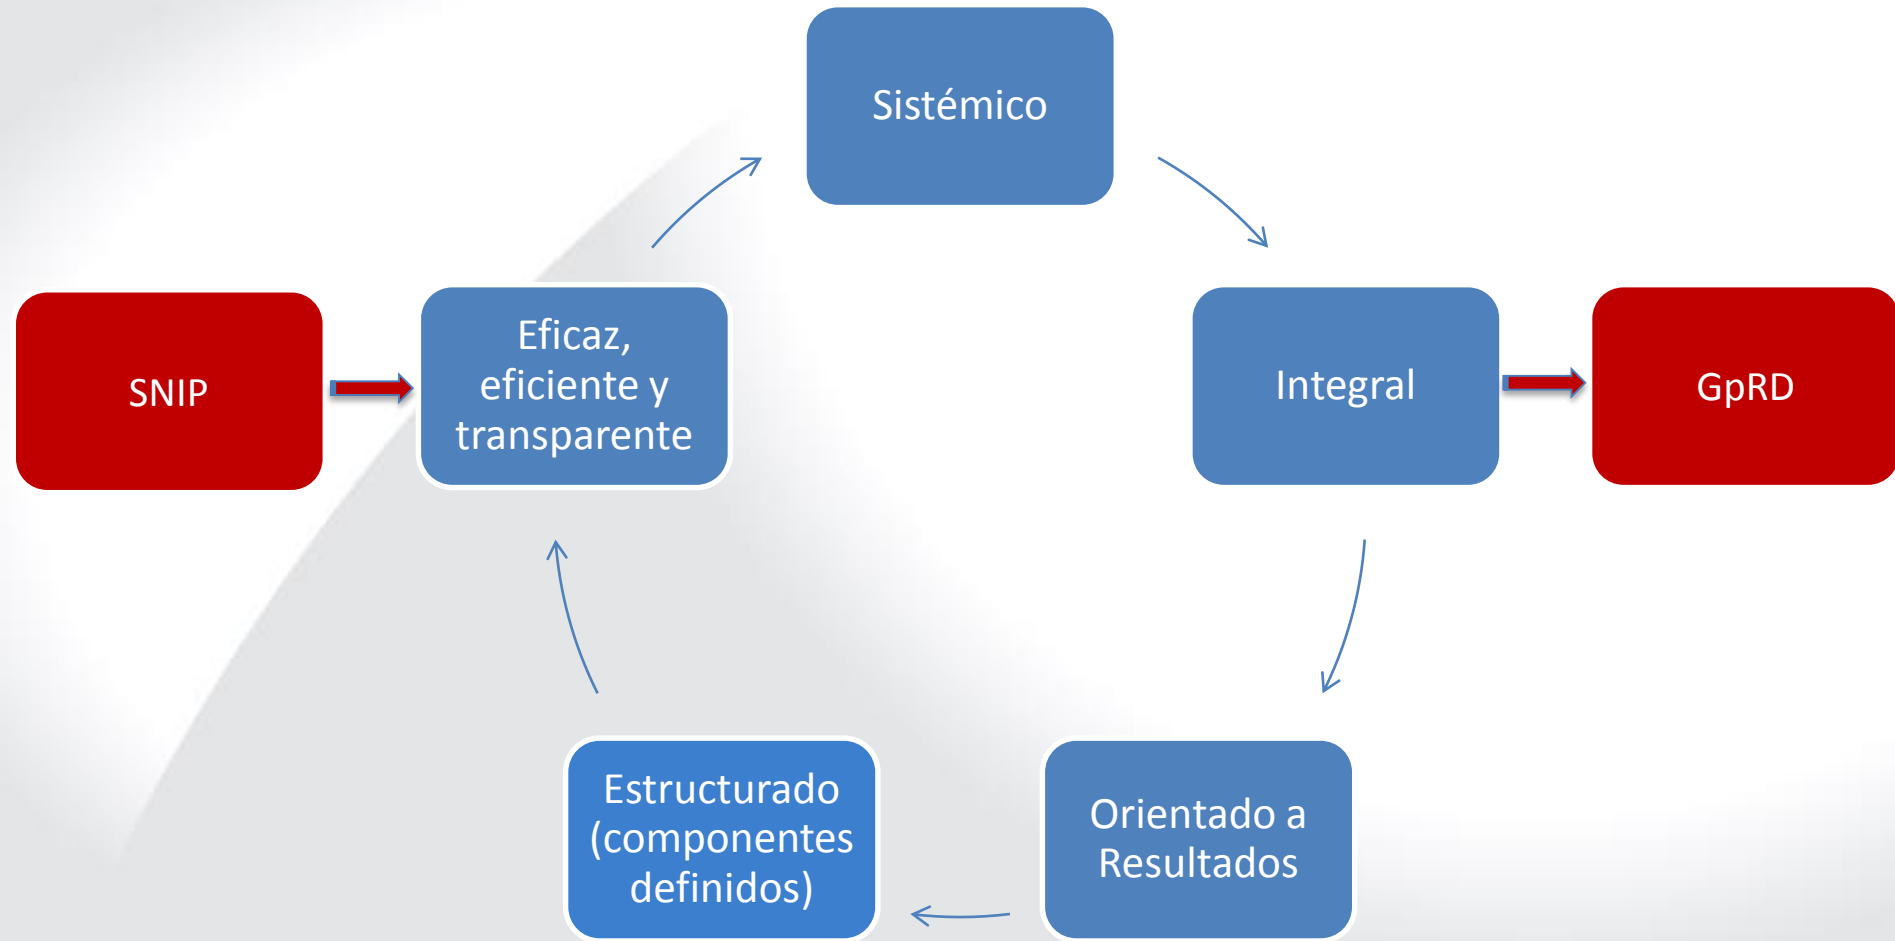 Sistémico
SNIP
Eficaz,
eficiente y
transparente
Integral
GpRD
Estructurado
(componentes
definidos)
Orientado a
Resultados